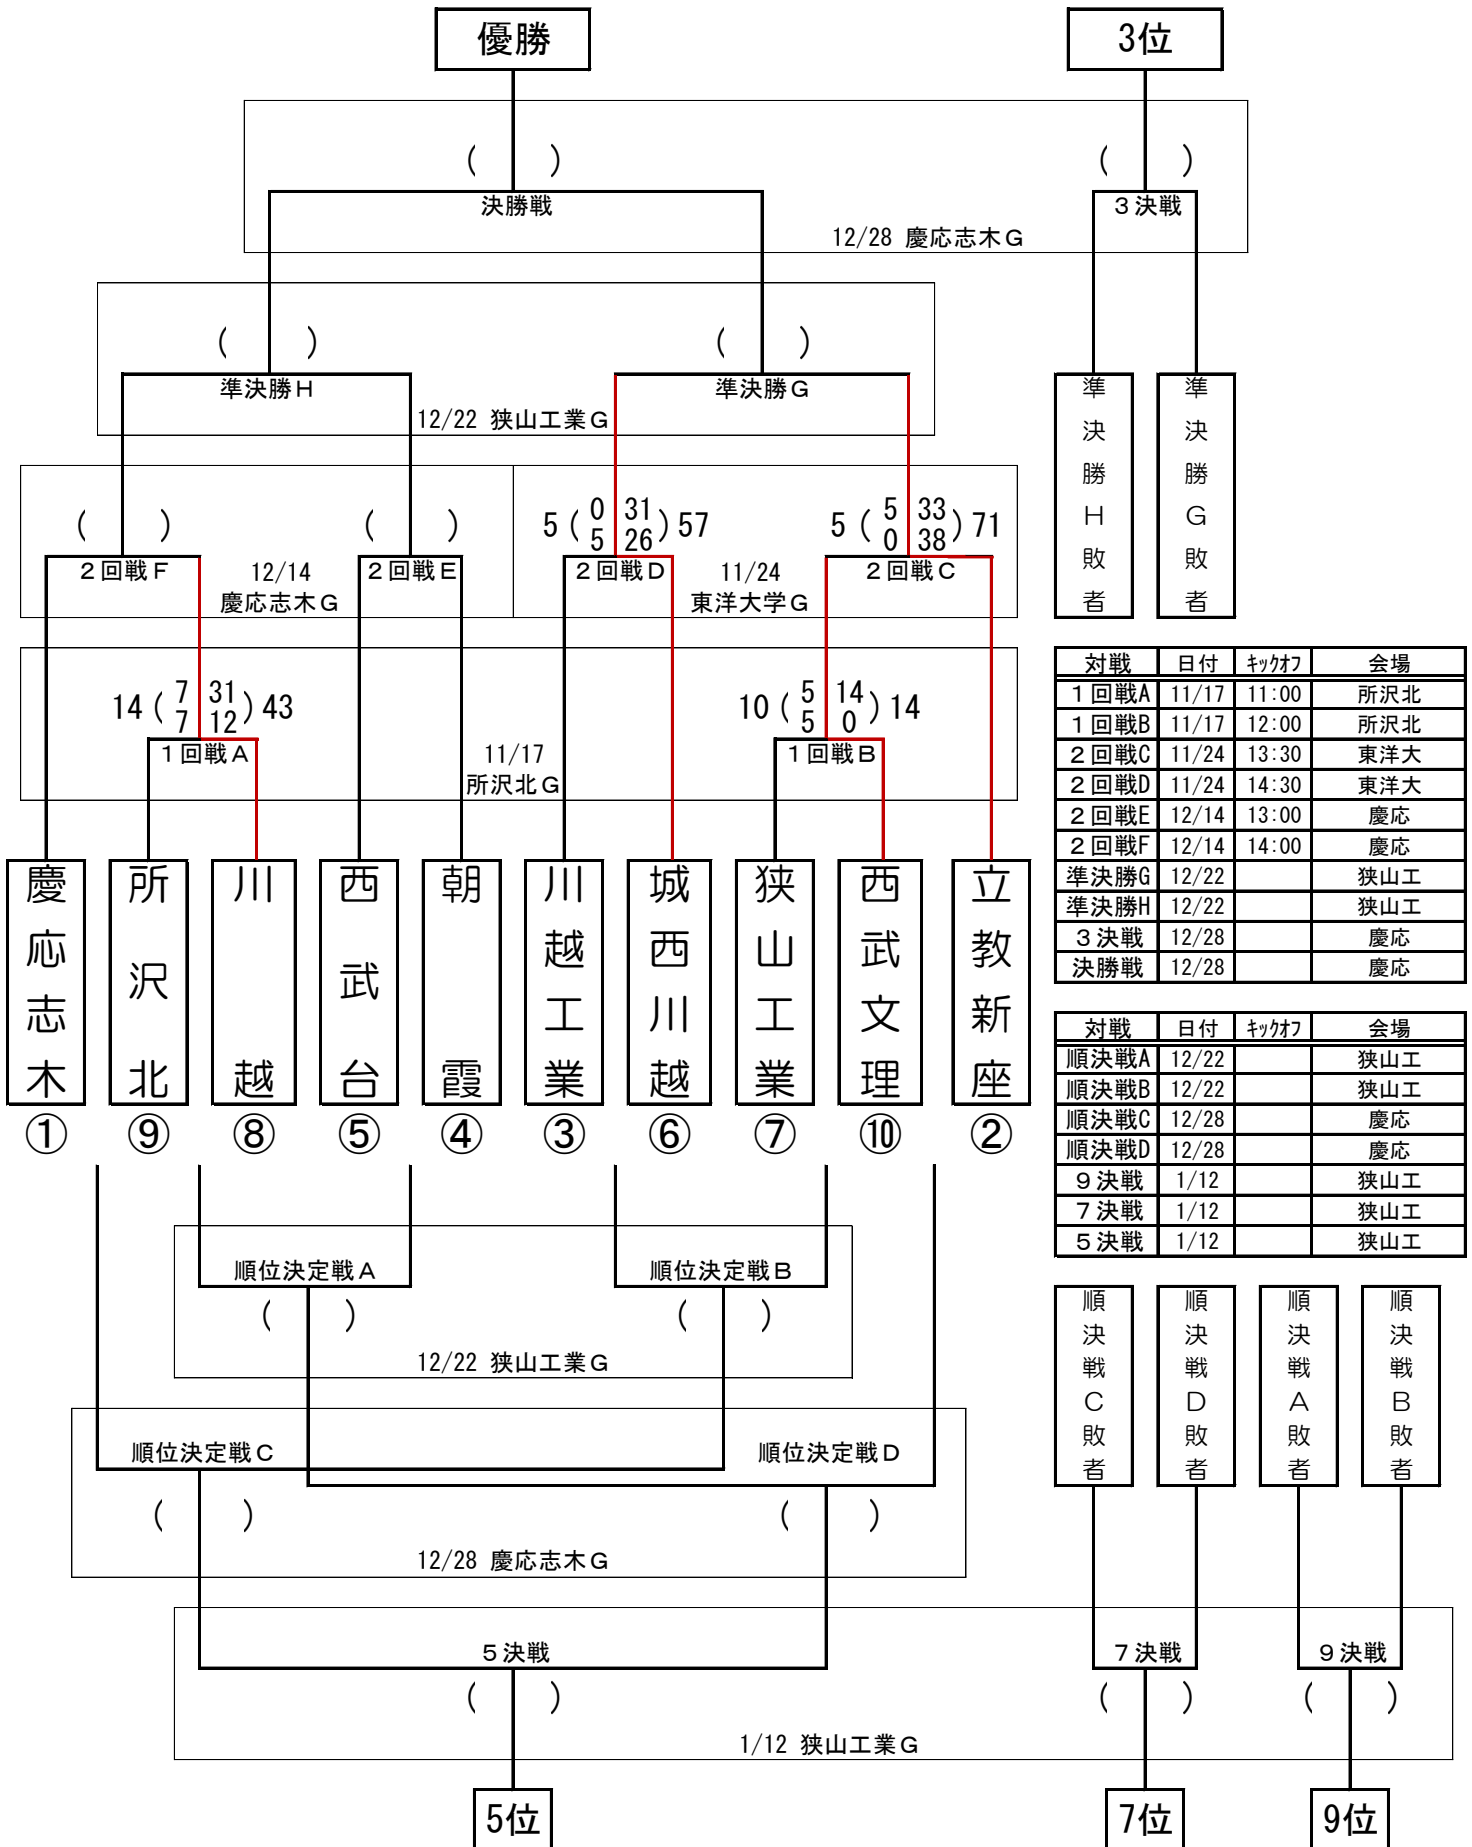 優勝
3位
( )
( )
決勝戦
３決戦
12/28 慶応志木Ｇ
( )
( )
準決勝Ｈ
準決勝Ｇ
12/22 狭山工業Ｇ
準決勝Ｈ敗者
準決勝Ｇ敗者
( )
( )
5 ( 0 31
5 26 ) 57
5 ( 5 33
0 38 ) 71
２回戦Ｆ
12/14
慶応志木Ｇ
２回戦Ｅ
２回戦Ｄ
11/24
東洋大学Ｇ
２回戦Ｃ
14 ( 7 31
7 12 ) 43
10 ( 5 14
5 0 ) 14
１回戦Ａ
11/17
所沢北Ｇ
１回戦Ｂ
慶応志木
所沢北
川越
西武台
朝霞
川越工業
城西川越
狭山工業
西武文理
立教新座
① ⑨ ⑧ ⑤ ④ ③ ⑥ ⑦ ⑩ ②
対戦 日付 ｷｯｸｵﾌ 会場
１回戦A 11/17 11:00 所沢北
１回戦B 11/17 12:00 所沢北
２回戦C 11/24 13:30 東洋大
２回戦D 11/24 14:30 東洋大
２回戦E 12/14 13:00 慶応
２回戦F 12/14 14:00 慶応
準決勝G 12/22 狭山工
準決勝H 12/22 狭山工
３決戦 12/28 慶応
決勝戦 12/28 慶応
対戦 日付 ｷｯｸｵﾌ 会場
順決戦A 12/22 狭山工
順決戦B 12/22 狭山工
順決戦C 12/28 慶応
順決戦D 12/28 慶応
９決戦 1/12 狭山工
７決戦 1/12 狭山工
５決戦 1/12 狭山工
順位決定戦Ａ
順位決定戦Ｂ
( )
( )
12/22 狭山工業Ｇ
順位決定戦Ｃ
順位決定戦Ｄ
( )
( )
12/28 慶応志木Ｇ
順決戦Ｃ敗者
順決戦Ｄ敗者
順決戦Ａ敗者
順決戦Ｂ敗者
５決戦
７決戦
９決戦
( )
( )
( )
1/12 狭山工業Ｇ
5位
7位
9位